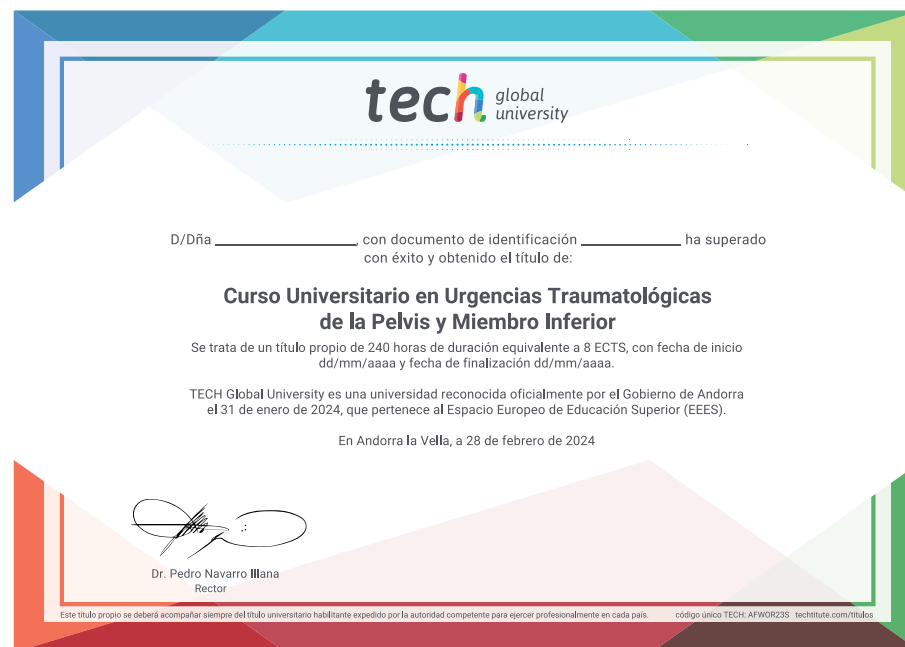 tech global university
D/Dña ____________________, con documento de identificación ______________ ha superado
con éxito y obtenido el título de:
Curso Universitario en Urgencias Traumatológicas
de la Pelvis y Miembro Inferior
Se trata de un título propio de 240 horas de duración equivalente a 8 ECTS, con fecha de inicio
dd/mm/aaaa y fecha de finalización dd/mm/aaaa.
TECH Global University es una universidad reconocida oficialmente por el Gobierno de Andorra
el 31 de enero de 2024, que pertenece al Espacio Europeo de Educación Superior (EEES).
En Andorra la Vella, a 28 de febrero de 2024
Dr. Pedro Navarro Illana
Rector
Este título propio se deberá acompañar siempre del título universitario habilitante expedido por la autoridad competente para ejercer profesionalmente en cada país. código único TECH: AFWOR23S techtitute.com/titulos